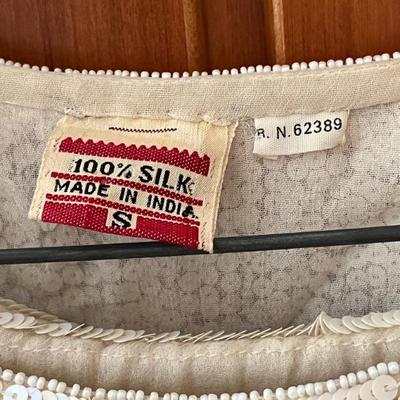 100% SILK
MADE IN INDIA
S
R. N. 62389